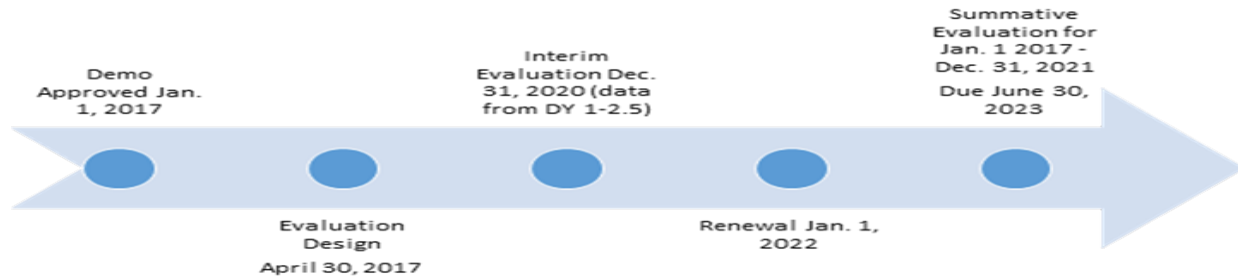 Demo
Approved Jan.
1, 2017
Evaluation
Design
April 30, 2017
Interim
Evaluation Dec.
31, 2020 (data
from DY 1-2.5)
Renewal Jan. 1,
2022
Summative
Evaluation for
Jan. 1 2017 -
Dec. 31, 2021
Due June 30,
2023